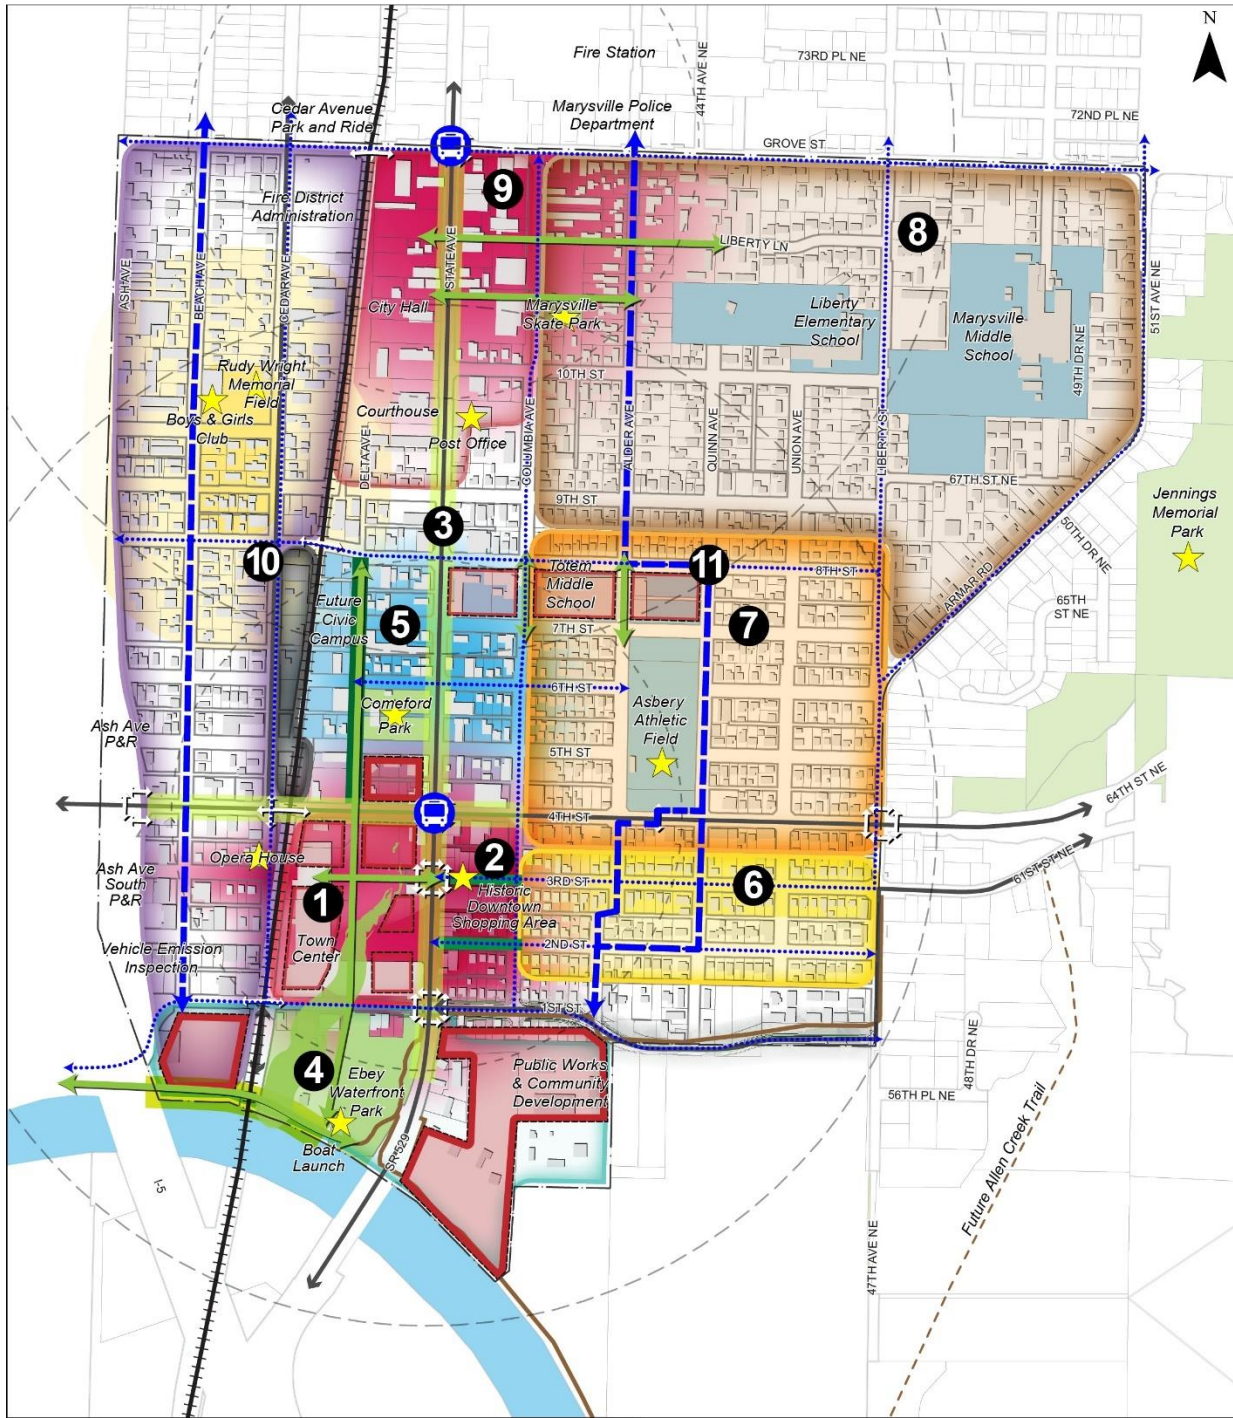 N
Fire Station
73RD PL NE
44TH AVE NE
Cedar Avenue
Park and Ride
Marysville Police
Department
72ND PL NE
GROVE ST
9
Fire District
Administration
8
LIBERTY LN
ASH AVE
BEACH AVE
CEDAR AVE
STATE AVE
51ST AVE NE
City Hall
Marysville
Skate Park
Liberty
Elementary
School
Marysville
Middle
School
49TH DR NE
Rudy Wright
Memorial
Field
10TH ST
Boys & Girls
Club
Courthouse
Post Office
DELTA AVE
COLUMBIA AVE
ALDER AVE
QUINN AVE
UNION AVE
LIBERTY ST
67TH ST NE
9TH ST
Jennings
Memorial
Park
3
50TH DR NE
10
11
8TH ST
Totem
Middle
School
ARMAR RD
Future
Civic
Campus
5
7
65TH
ST NE
7TH ST
6TH ST
Comeford
Park
Asbery
Athletic
Field
Ash Ave
P&R
5TH ST
64TH ST NE
4TH ST
Opera House
2
Ash Ave
South
P&R
1
3RD ST
6
61ST ST NE
Historic
Downtown
Shopping Area
Town
Center
2ND ST
Vehicle Emission
Inspection
1ST ST
4
Ebey
Waterfront
Park
Public Works
& Community
Development
48TH DR NE
56TH PL NE
Boat
Launch
SR 529
I-5
Future Allen Creek Trail
47TH AVE NE